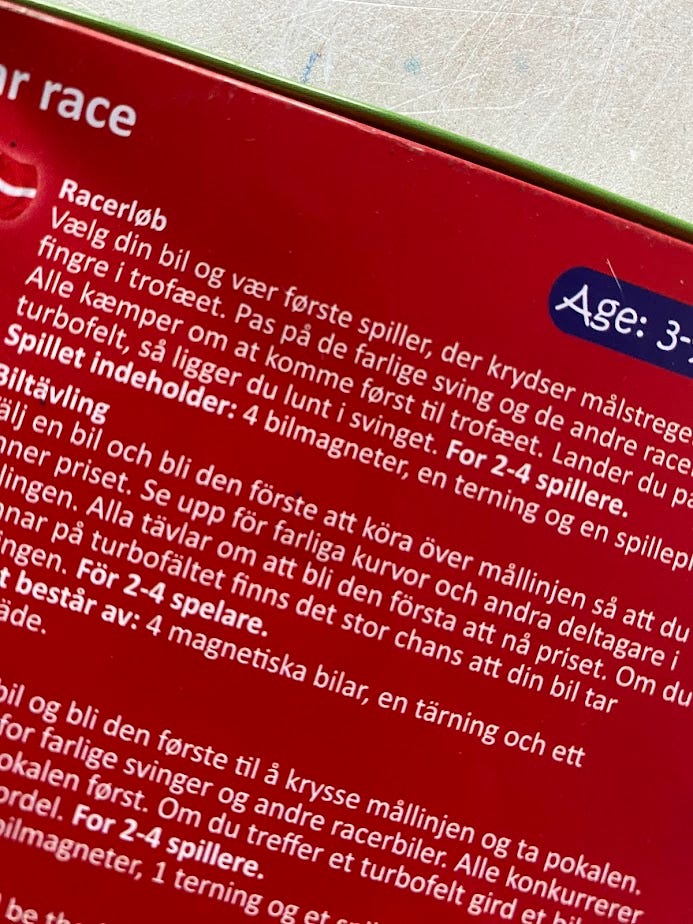 ar race
Racerløb
Vælg din bil og vær første spiller, der krydser målstrege
fingre i trofæet. Pas på de farlige sving og de andre race
Alle kæmper om at komme først til trofæet. Lander du på
turbofelt, så ligger du lunt i svinget. For 2-4 spillere.
Spillet indeholder: 4 bilmagneter, en terning og en spillepl
Age: 3-
Biltävling
älj en bil och bli den förste att köra över mållinjen så att du
nner priset. Se upp för farliga kurvor och andra deltagare i
lingen. Alla tävlar om att bli den första att nå priset. Om du
nnar på turbofältet finns det stor chans att din bil tar
ingen. För 2-4 spelare.
t består av: 4 magnetiska bilar, en tärning och ett
äde.
bil og bli den første til å krysse mållinjen og ta pokalen.
for farlige svinger og andre racerbiler. Alle konkurrerer
okalen først. Om du treffer et turbofelt gird et
ordel. For 2-4 spillere.
bilmagneter, 1 terning og et spil
be the